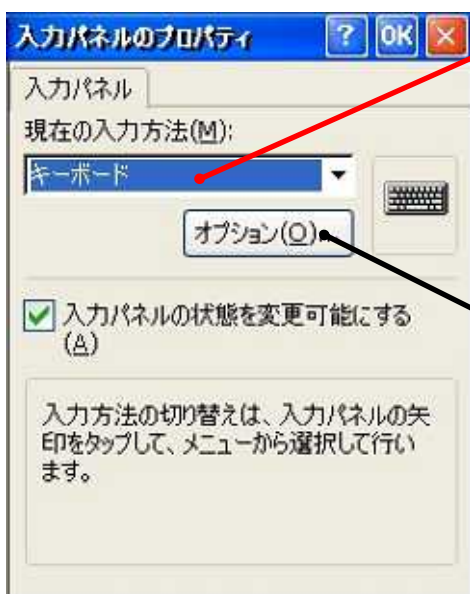 入力パネルのプロパティ ? OK
入力パネル
現在の入力方法(M):
キーボード
オプション(O)...
入力パネルの状態を変更可能にする
(A)
入力方法の切り替えは、入力パネルの矢
印をタップして、メニューから選択して行い
ます。